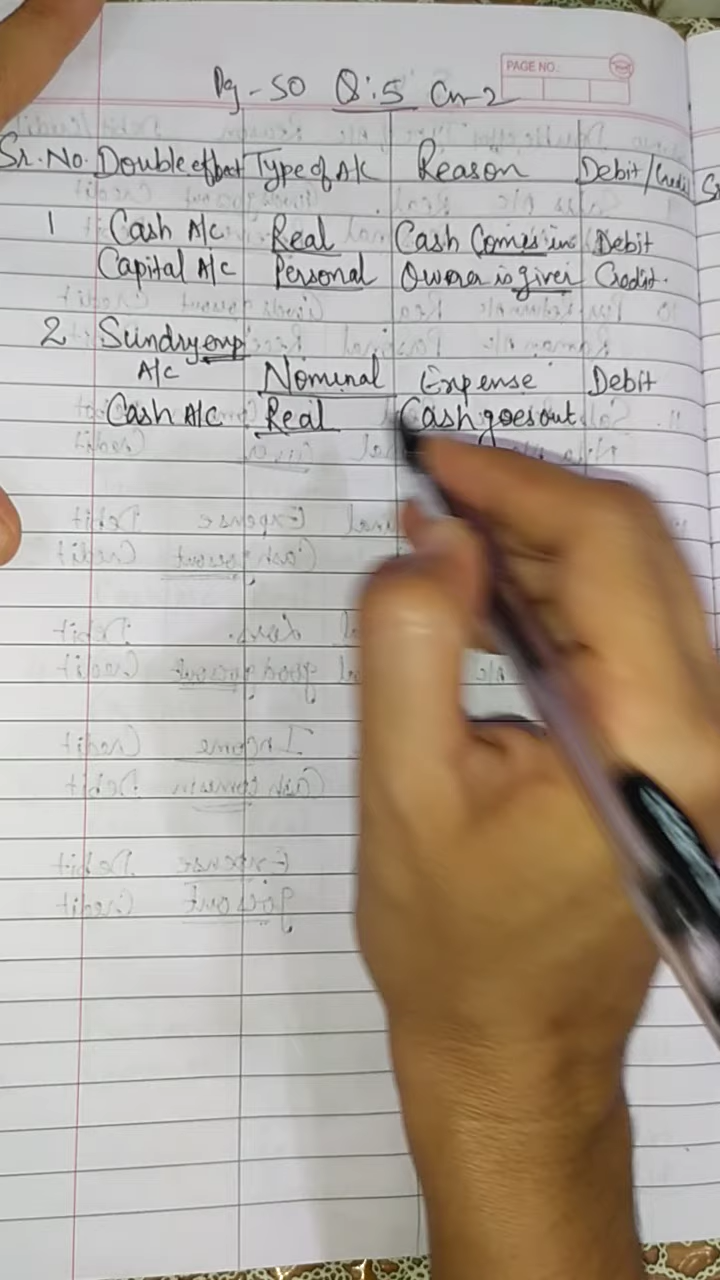 PAGE NO.
Pg - 50 Q:5 Ch-2
Sr. No. Double effect Type of A/C Reason Debit/Credit
1 Cash A/C Real Cash Comes in Debit
Capital A/C Personal Owner is giver Credit.
2 Sundry exp
A/C Nominal Expense Debit
Cash A/C Real Cash goes out